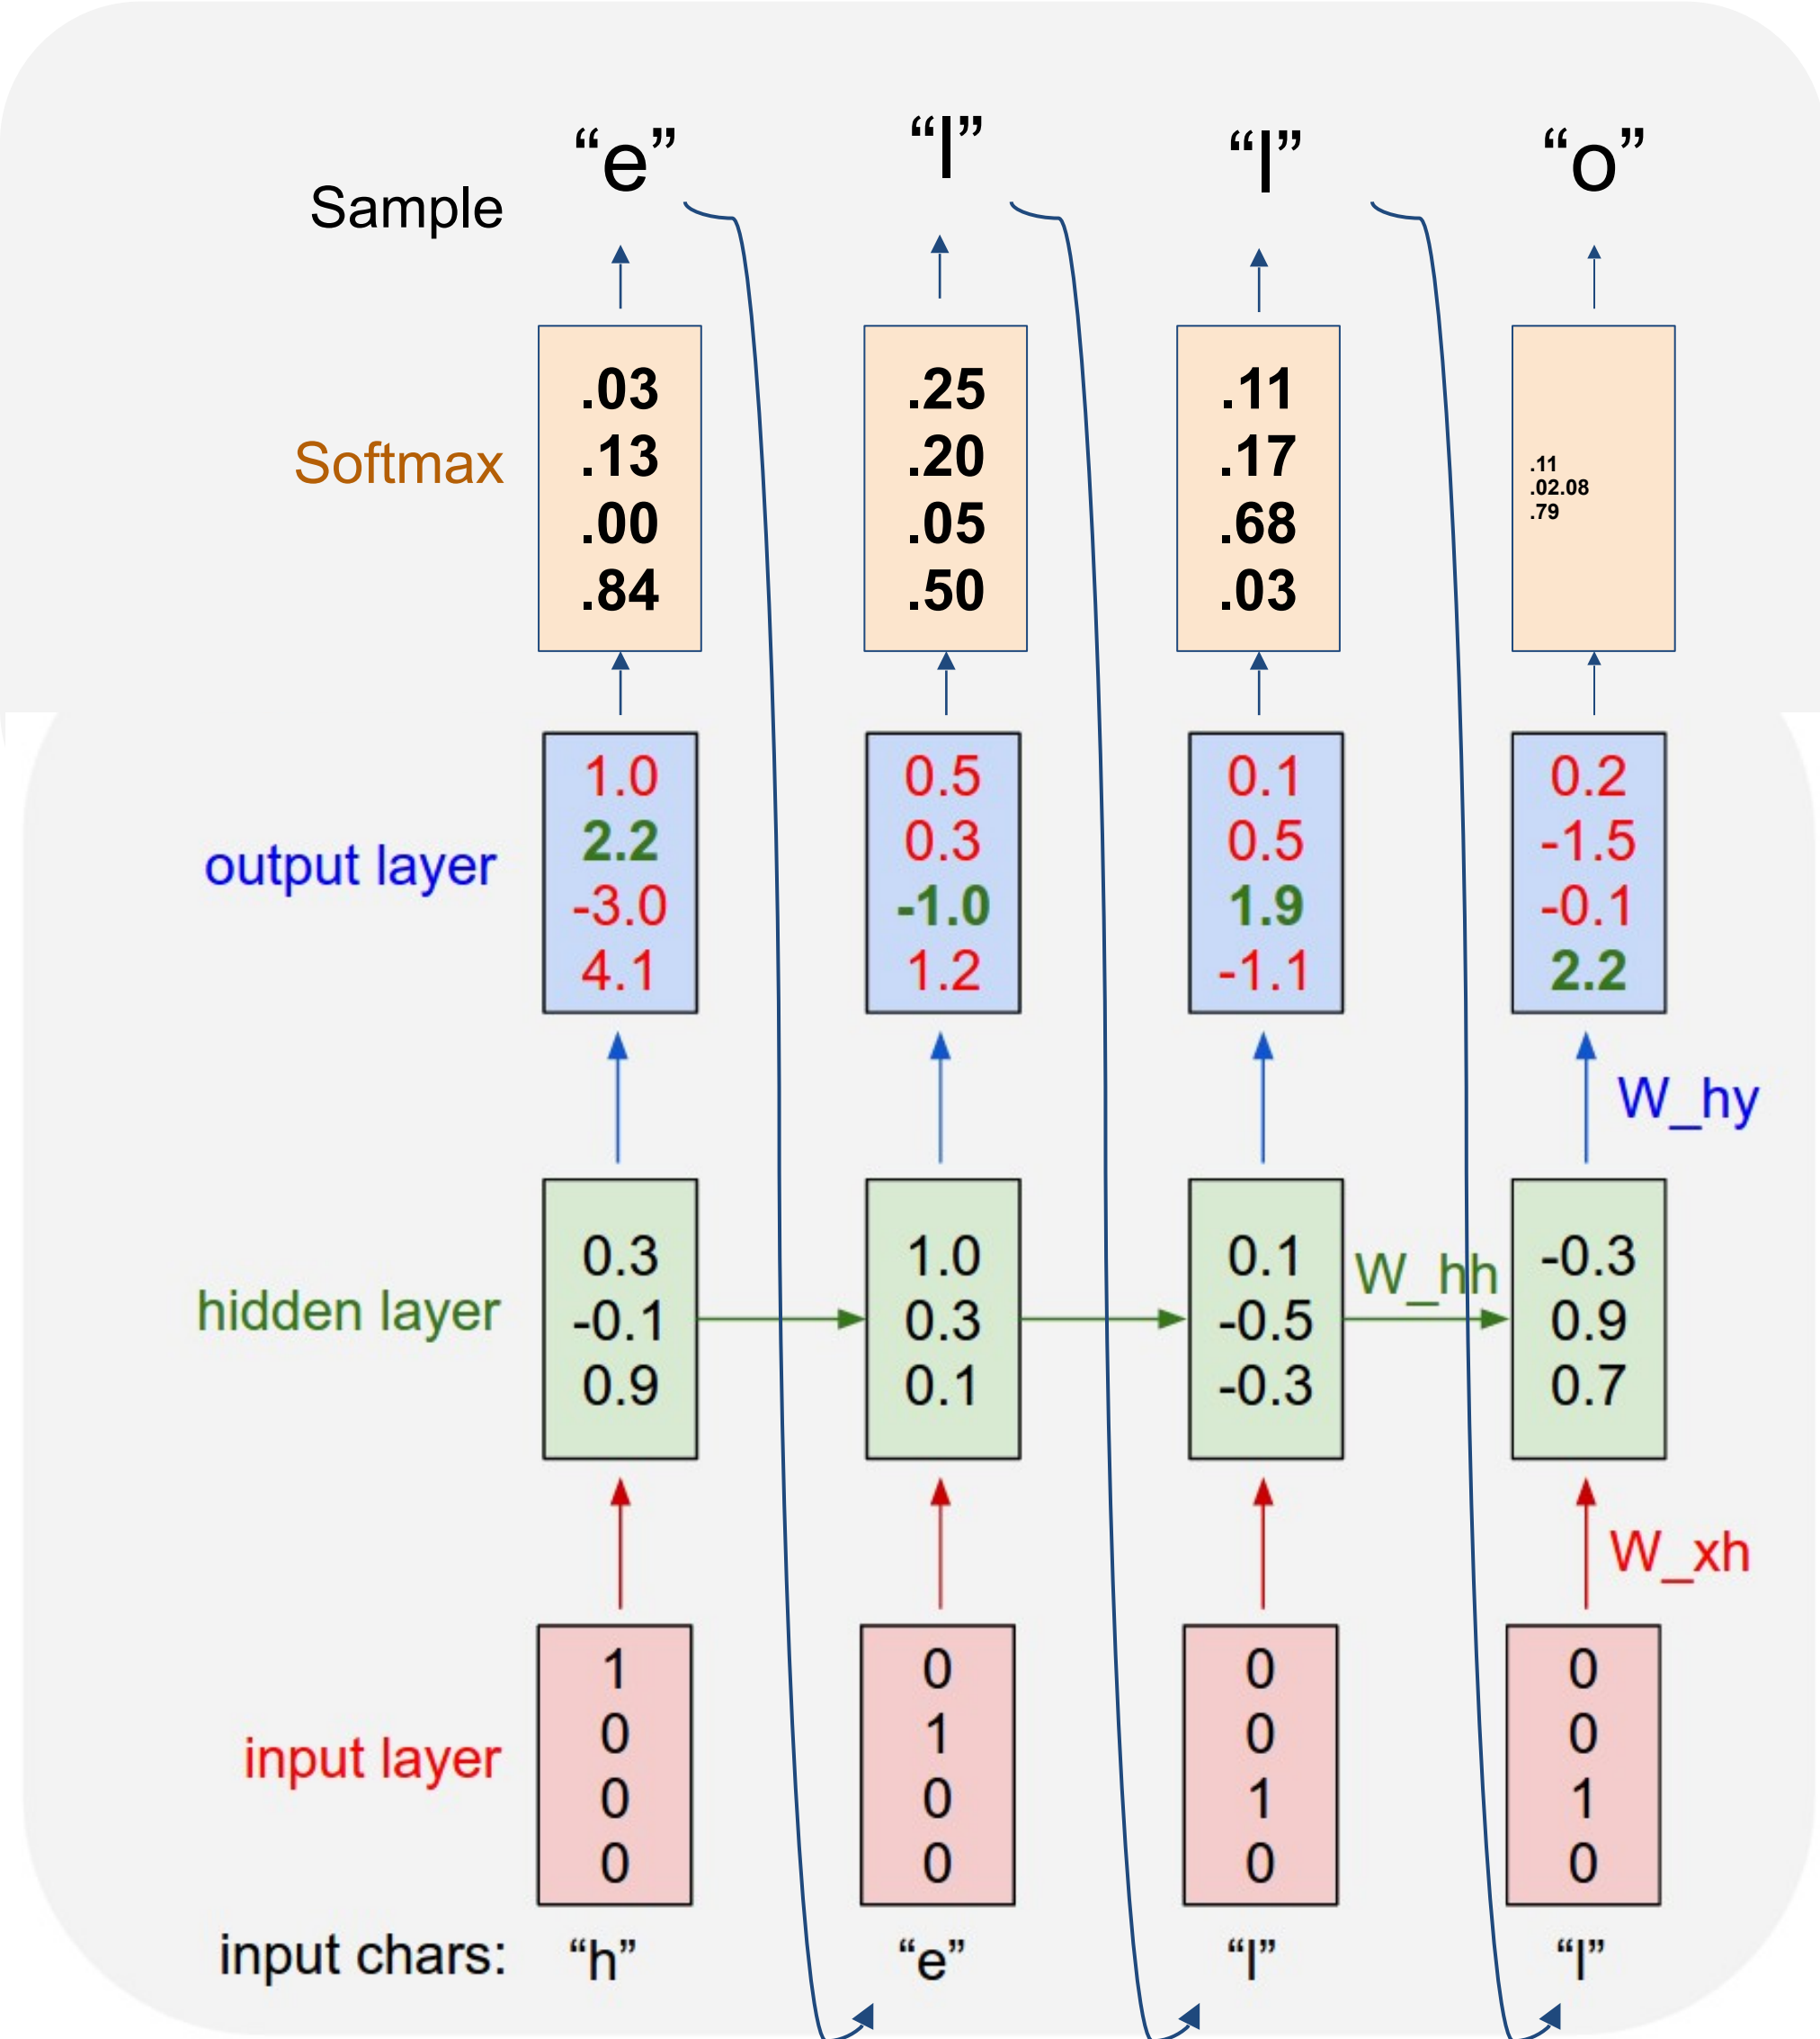 “e” “l” “l” “o”
Sample
Softmax
.03 .25 .11
.13 .20 .17
.00 .05 .68
.84 .50 .03
.11
.02.08
.79
output layer
1.0 0.5 0.1 0.2
2.2 0.3 0.5 -1.5
-3.0 -1.0 1.9 -0.1
4.1 1.2 -1.1 2.2
W_hy
hidden layer
0.3 1.0 0.1 -0.3
-0.1 0.3 -0.5 0.9
0.9 0.1 -0.3 0.7
W_hh
W_xh
input layer
1 0 0 0
0 1 0 0
0 0 1 1
0 0 0 0
input chars: “h” “e” “l” “l”